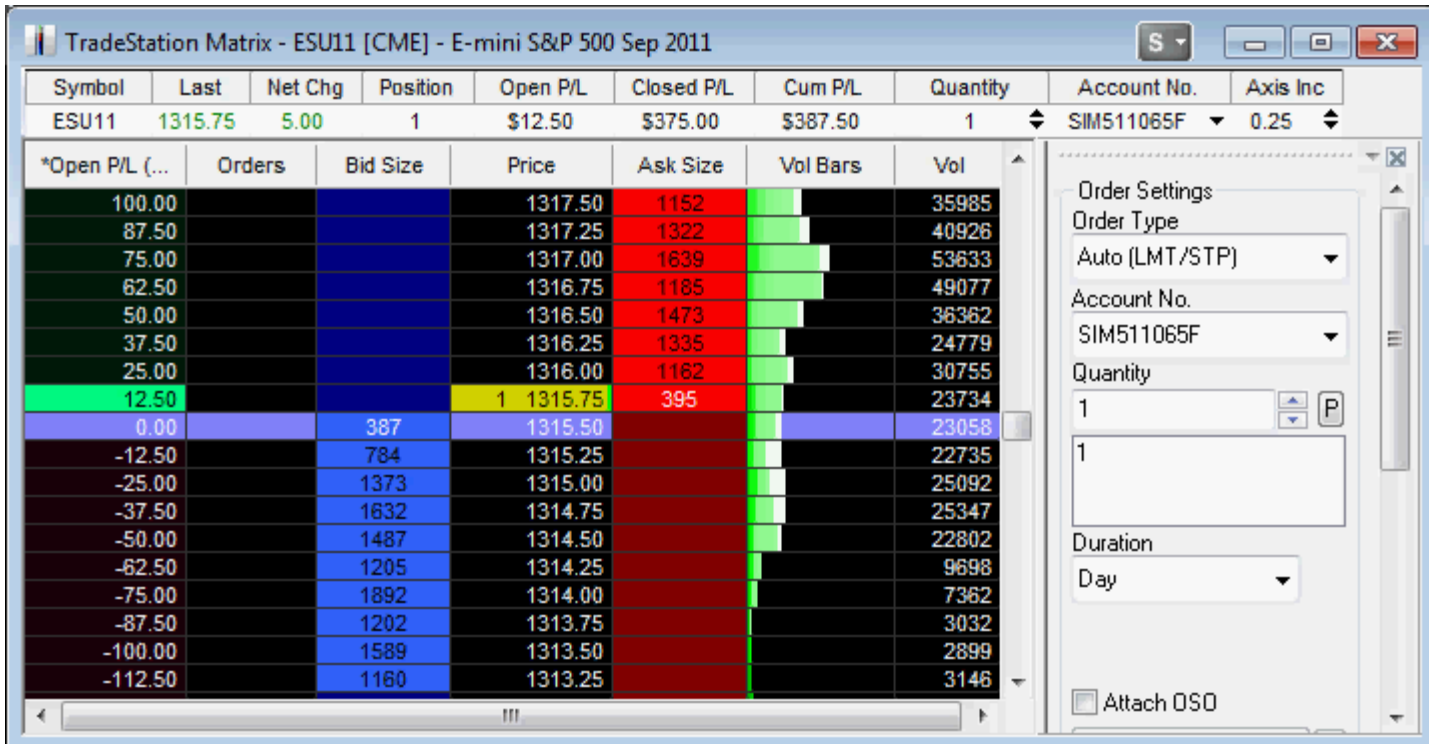 TradeStation Matrix - ESU11 [CME] - E-mini S&P 500 Sep 2011 S
Symbol Last Net Chg Position Open P/L Closed P/L Cum P/L Quantity Account No. Axis Inc
ESU11 1315.75 5.00 1 $12.50 $375.00 $387.50 1 SIM511065F 0.25
*Open P/L (... Orders Bid Size Price Ask Size Vol Bars Vol
100.00 1317.50 1152 35985
87.50 1317.25 1322 40926
75.00 1317.00 1639 53633
62.50 1316.75 1185 49077
50.00 1316.50 1473 36362
37.50 1316.25 1335 24779
25.00 1316.00 1162 30755
12.50 1 1315.75 395 23734
0.00 387 1315.50 23058
-12.50 784 1315.25 22735
-25.00 1373 1315.00 25092
-37.50 1632 1314.75 25347
-50.00 1487 1314.50 22802
-62.50 1205 1314.25 9698
-75.00 1892 1314.00 7362
-87.50 1202 1313.75 3032
-100.00 1589 1313.50 2899
-112.50 1160 1313.25 3146
Order Settings
Order Type
Auto (LMT/STP)
Account No.
SIM511065F
Quantity
1 P
1
Duration
Day
Attach OSO